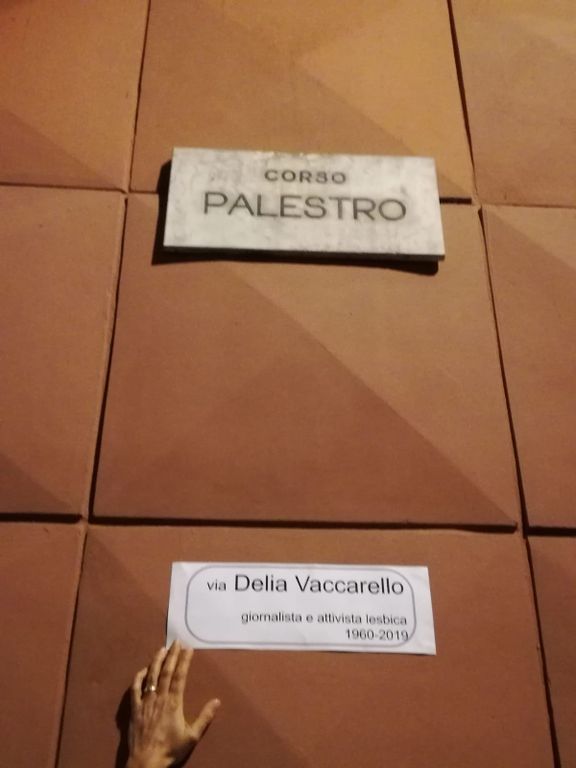 CORSO
PALESTRO
via Delia Vaccarello
giornalista e attivista lesbica
1960-2019